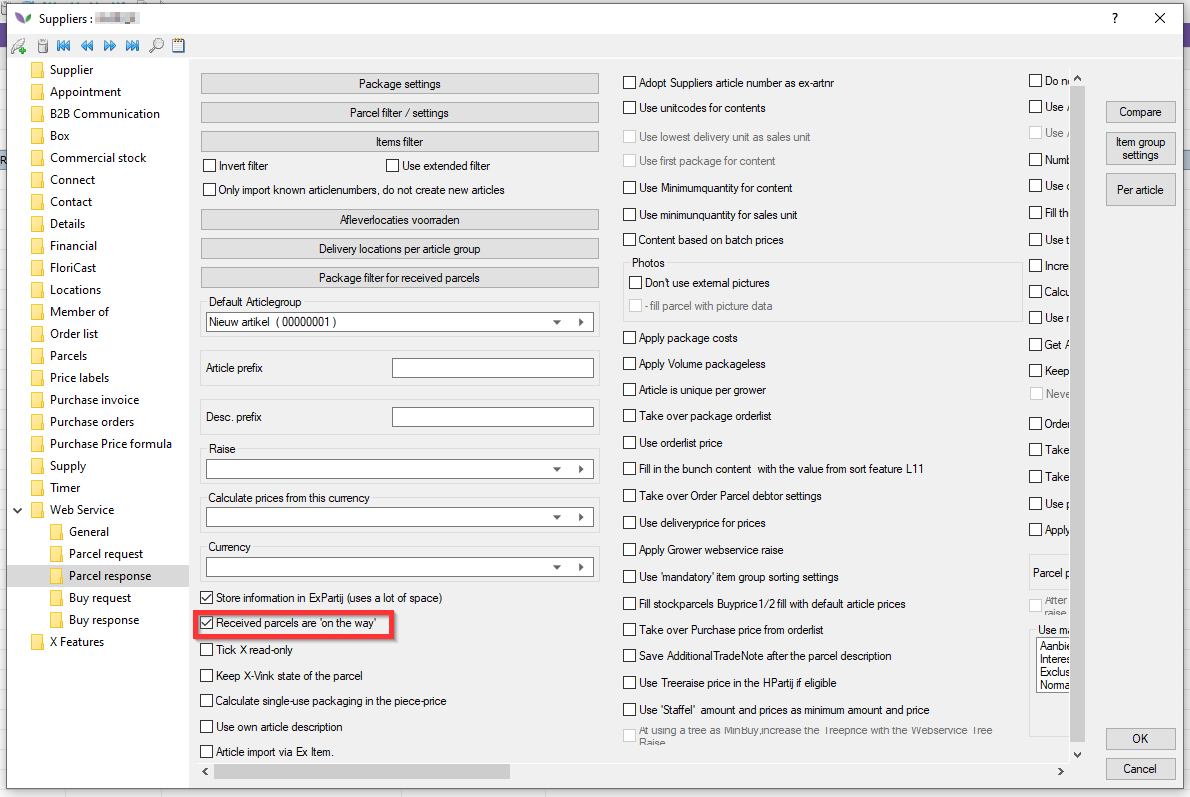 Suppliers :
?
Supplier
Appointment
B2B Communication
Box
Commercial stock
Connect
Contact
Details
Financial
FloriCast
Locations
Member of
Order list
Parcels
Price labels
Purchase invoice
Purchase orders
Purchase Price formula
Supply
Timer
Web Service
General
Parcel request
Parcel response
Buy request
Buy response
X Features
Package settings
Parcel filter / settings
Items filter
Invert filter
Use extended filter
Only import known articlenumbers, do not create new articles
Afleverlocaties voorraden
Delivery locations per article group
Package filter for received parcels
Default Articlegroup
Nieuw artikel ( 00000001 )
Article prefix
Desc. prefix
Raise
Calculate prices from this currency
Currency
Store information in ExPartij (uses a lot of space)
Received parcels are 'on the way'
Tick X read-only
Keep X-Vink state of the parcel
Calculate single-use packaging in the piece-price
Use own article description
Article import via Ex Item.
Adopt Suppliers article number as ex-artnr
Use unitcodes for contents
Use lowest delivery unit as sales unit
Use first package for content
Use Minimumquantity for content
Use minimunquantity for sales unit
Content based on batch prices
Photos
Don't use external pictures
- fill parcel with picture data
Apply package costs
Apply Volume packageless
Article is unique per grower
Take over package orderlist
Use orderlist price
Fill in the bunch content with the value from sort feature L11
Take over Order Parcel debtor settings
Use deliveryprice for prices
Apply Grower webservice raise
Use 'mandatory' item group sorting settings
Fill stockparcels Buyprice1/2 fill with default article prices
Take over Purchase price from orderlist
Save AdditionalTradeNote after the parcel description
Use Treeraise price in the HPartij if eligible
Use 'Staffel' amount and prices as minimum amount and price
At using a tree as MinBuy,increase the Treeprice with the Webservice Tree
Raise
Do
Use
Use
Use
Fill
Use
Use
Get
Keep
Take
Take
Use
Apply
Parcel
After
raise
Use
Compare
Item group
settings
Per article
OK
Cancel